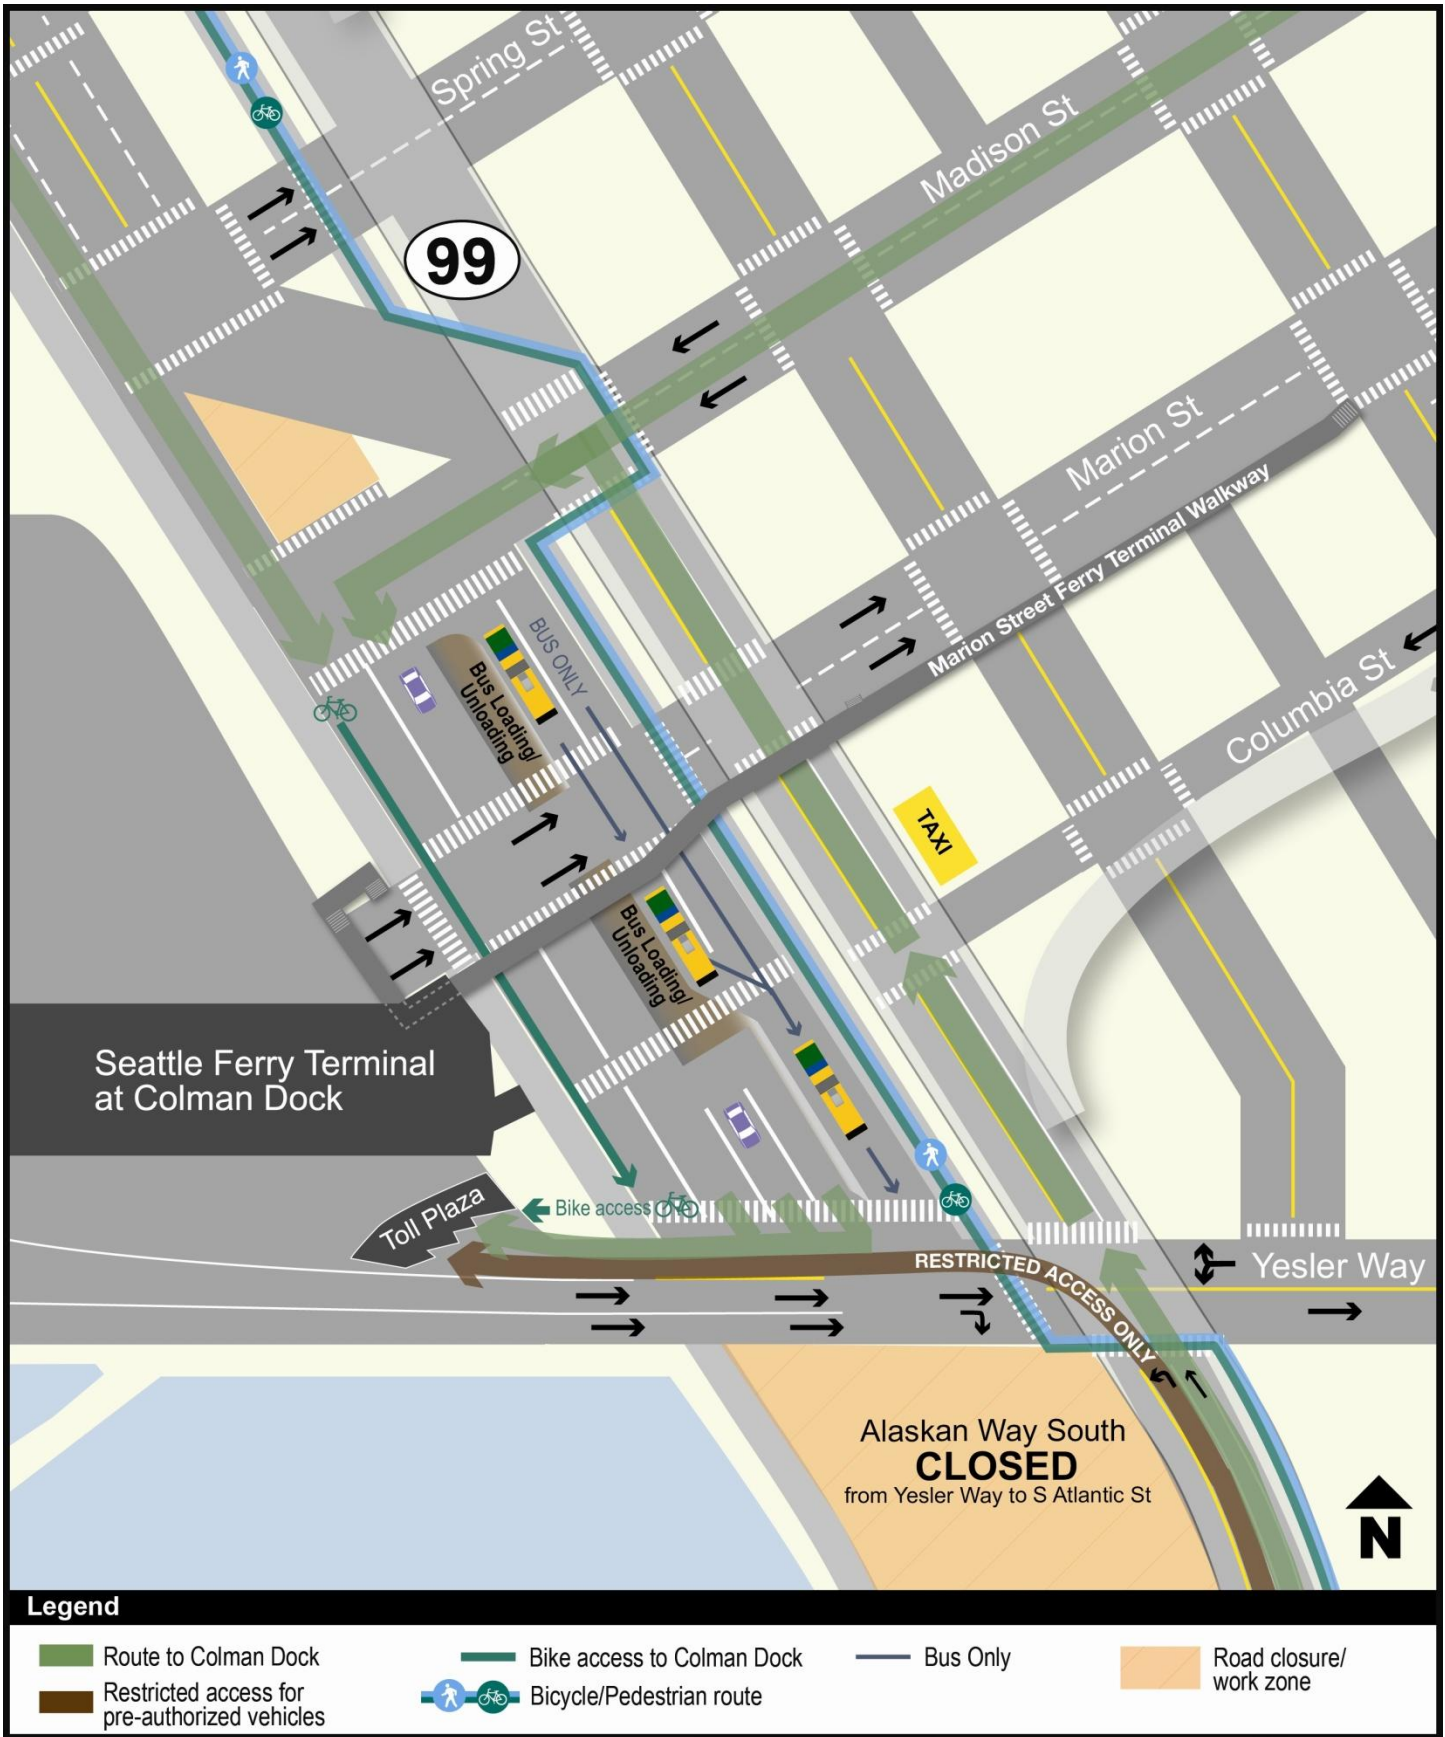 Spring St
Madison St
99
Marion St
Marion Street Ferry Terminal Walkway
BUS ONLY
Bus Loading/
Unloading
Columbia St
TAXI
Bus Loading/
Unloading
Seattle Ferry Terminal
at Colman Dock
Bike access
Toll Plaza
RESTRICTED ACCESS ONLY
Yesler Way
Alaskan Way South
CLOSED
from Yesler Way to S Atlantic St
N
Legend
Route to Colman Dock
Restricted access for
pre-authorized vehicles
Bike access to Colman Dock
Bicycle/Pedestrian route
Bus Only
Road closure/
work zone